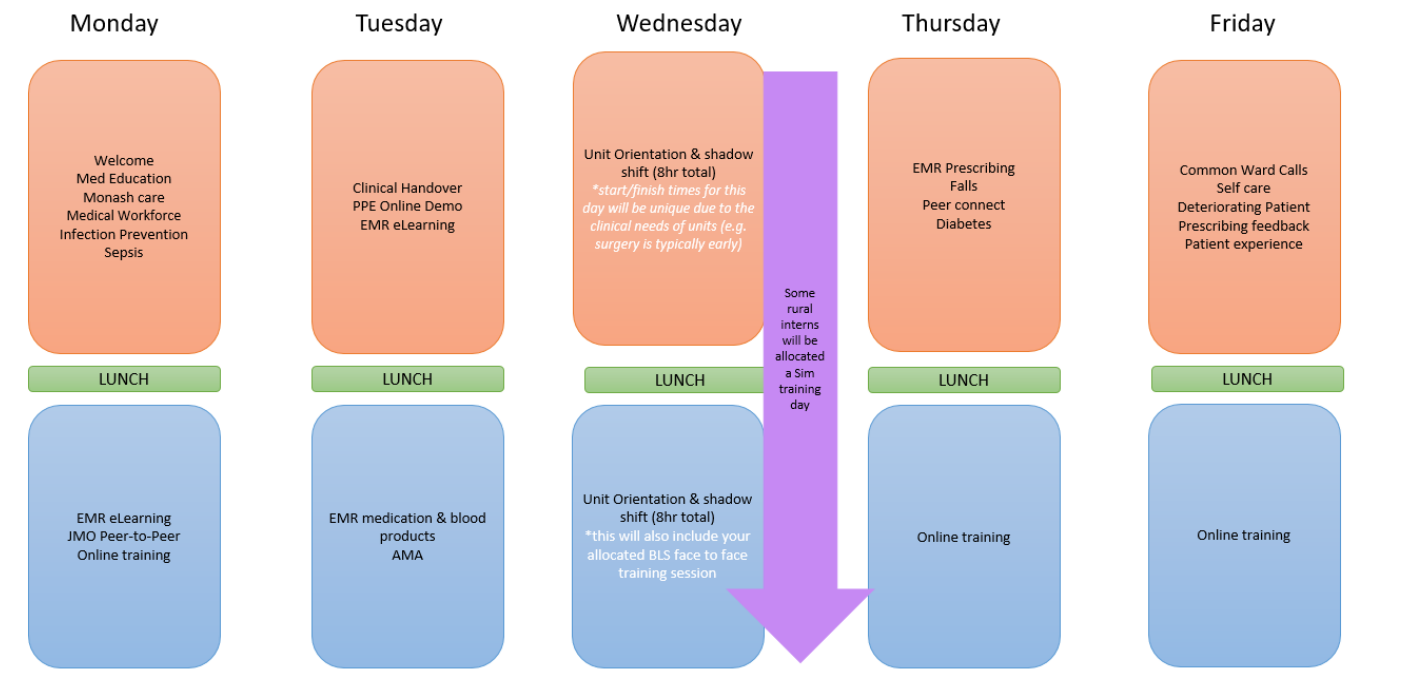 Monday
Tuesday
Wednesday
Thursday
Friday
Welcome
Med Education
Monash care
Medical Workforce
Infection Prevention
Sepsis
Clinical Handover
PPE Online Demo
EMR eLearning
Unit Orientation & shadow
shift (8hr total)
*start/finish times for this
day will be unique due to the
clinical needs of units (e.g.
surgery is typically early)
Some
rural
interns
will be
allocated
a Sim
training
day
EMR Prescribing
Falls
Peer connect
Diabetes
Common Ward Calls
Self care
Deteriorating Patient
Prescribing feedback
Patient experience
LUNCH
LUNCH
LUNCH
LUNCH
LUNCH
EMR eLearning
JMO Peer-to-Peer
Online training
EMR medication & blood
products
AMA
Unit Orientation & shadow
shift (8hr total)
*this will also include your
allocated BLS face to face
training session
Online training
Online training